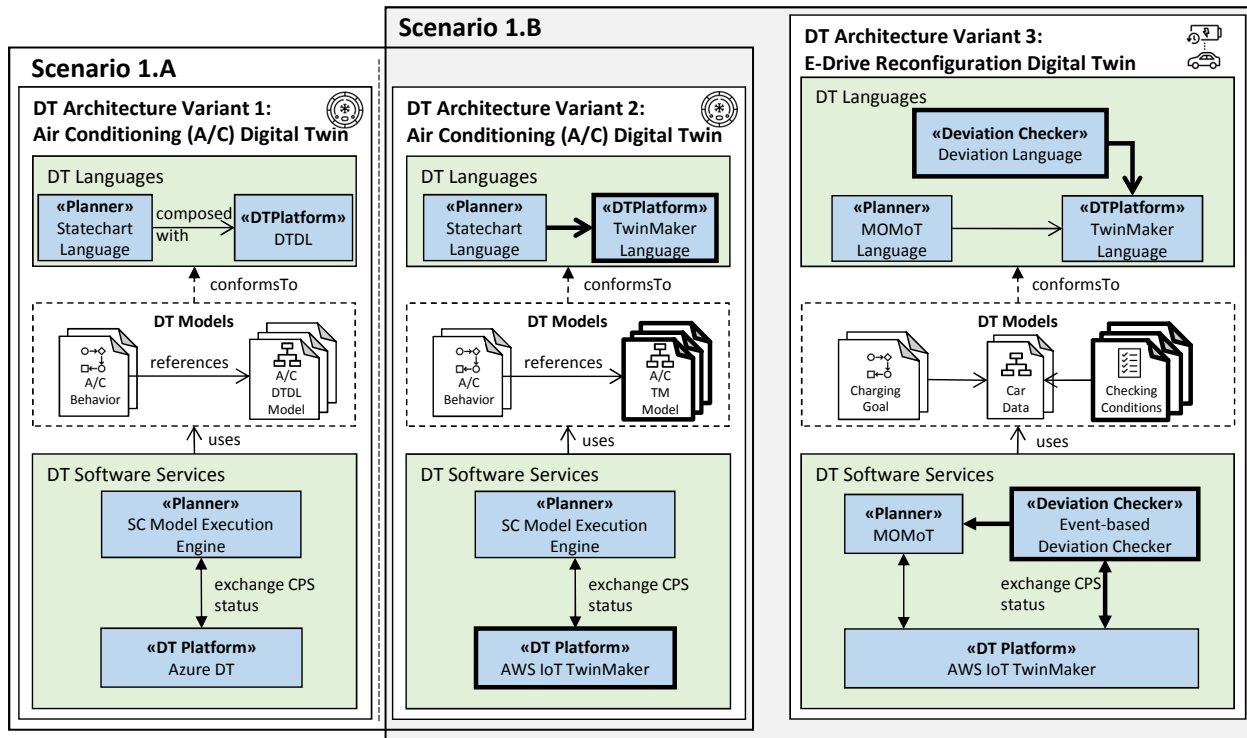 Scenario 1.B
Scenario 1.A
DT Architecture Variant 1:
Air Conditioning (A/C) Digital Twin
DT Languages
«Planner»
Statechart
Language
composed
with
«DTPlatform»
DTDL
conformsTo
DT Models
A/C
Behavior
references
A/C
DTDL
Model
uses
DT Software Services
«Planner»
SC Model Execution
Engine
exchange CPS
status
«DT Platform»
Azure DT
DT Architecture Variant 2:
Air Conditioning (A/C) Digital Twin
DT Languages
«Planner»
Statechart
Language
«DTPlatform»
TwinMaker
Language
conformsTo
DT Models
A/C
Behavior
references
A/C
TM
Model
uses
DT Software Services
«Planner»
SC Model Execution
Engine
exchange CPS
status
«DT Platform»
AWS IoT TwinMaker
DT Architecture Variant 3:
E-Drive Reconfiguration Digital Twin
DT Languages
«Deviation Checker»
Deviation Language
«Planner»
MOMoT
Language
«DTPlatform»
TwinMaker
Language
conformsTo
DT Models
Charging
Goal
Car
Data
Checking
Conditions
uses
DT Software Services
«Planner»
MOMoT
«Deviation Checker»
Event-based
Deviation Checker
exchange CPS
status
«DT Platform»
AWS IoT TwinMaker